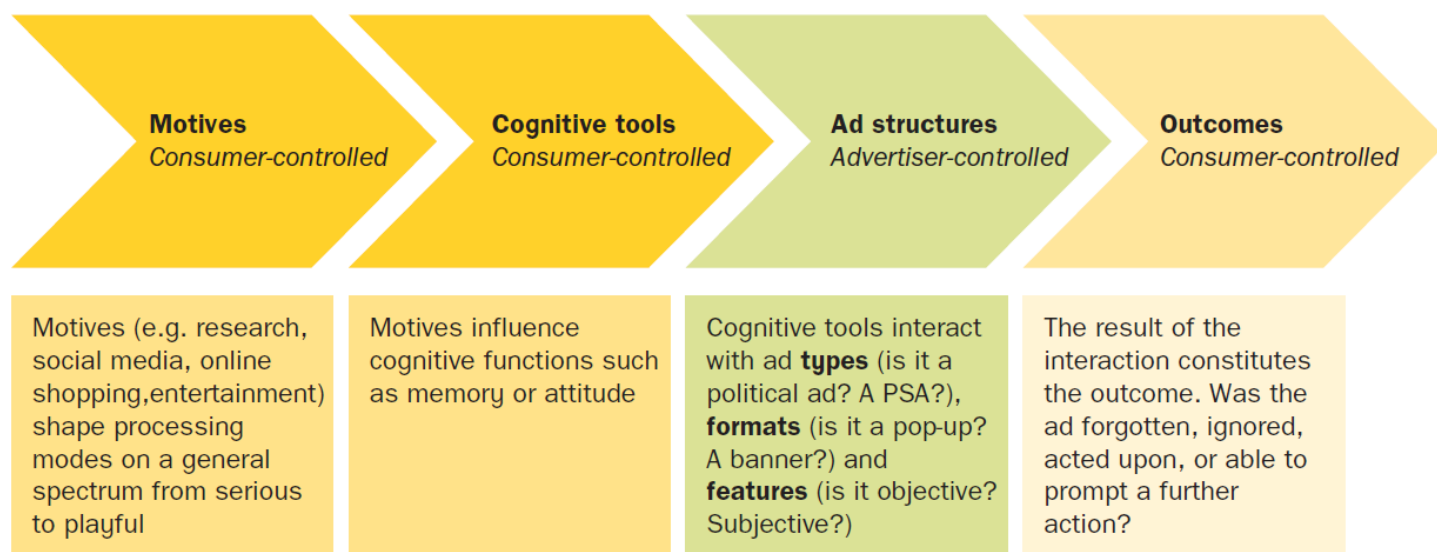 Motives
Consumer-controlled
Cognitive tools
Consumer-controlled
Ad structures
Advertiser-controlled
Outcomes
Consumer-controlled
Motives (e.g. research,
social media, online
shopping,entertainment)
shape processing
modes on a general
spectrum from serious
to playful
Motives influence
cognitive functions such
as memory or attitude
Cognitive tools interact
with ad types (is it a
political ad? A PSA?),
formats (is it a pop-up?
A banner?) and
features (is it objective?
Subjective?)
The result of the
interaction constitutes
the outcome. Was the
ad forgotten, ignored,
acted upon, or able to
prompt a further
action?